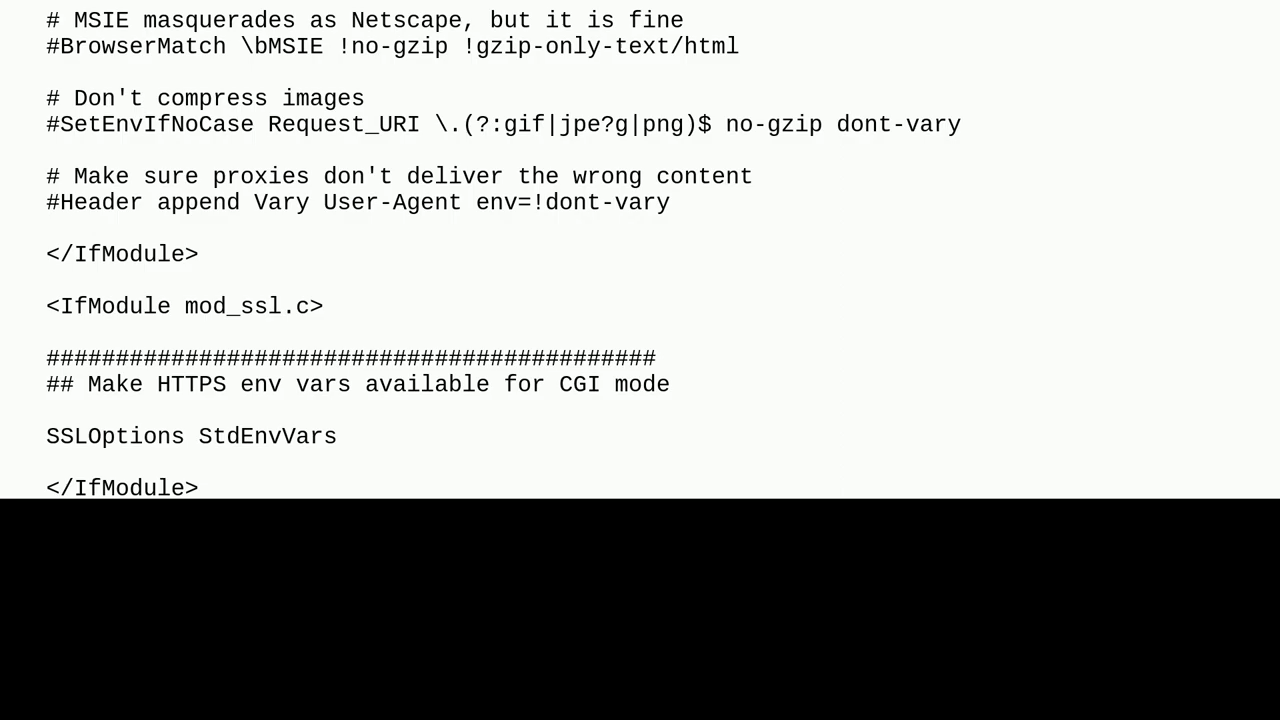 # MSIE masquerades as Netscape, but it is fine
#BrowserMatch \bMSIE !no-gzip !gzip-only-text/html
# Don't compress images
#SetEnvIfNoCase Request_URI \.(?:gif|jpe?g|png)$ no-gzip dont-vary
# Make sure proxies don't deliver the wrong content
#Header append Vary User-Agent env=!dont-vary
</IfModule>
<IfModule mod_ssl.c>
############################################
## Make HTTPS env vars available for CGI mode
SSLOptions StdEnvVars
</IfModule>